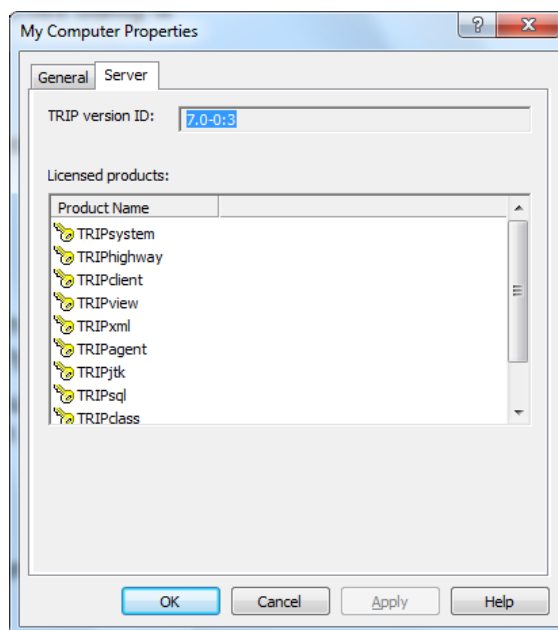 My Computer Properties
General Server
TRIP version ID: 7.0-0:3
Licensed products:
Product Name
TRIPsystem
TRIPhighway
TRIPclient
TRIPview
TRIPxml
TRIPagent
TRIPjtk
TRIPsql
TRIPclass
OK Cancel Apply Help